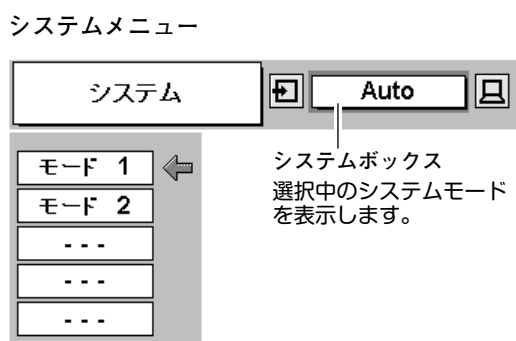 システムメニュー
システム
Auto
モード 1
モード 2
- - -
- - -
- - -
システムボックス
選択中のシステムモード
を表示します。